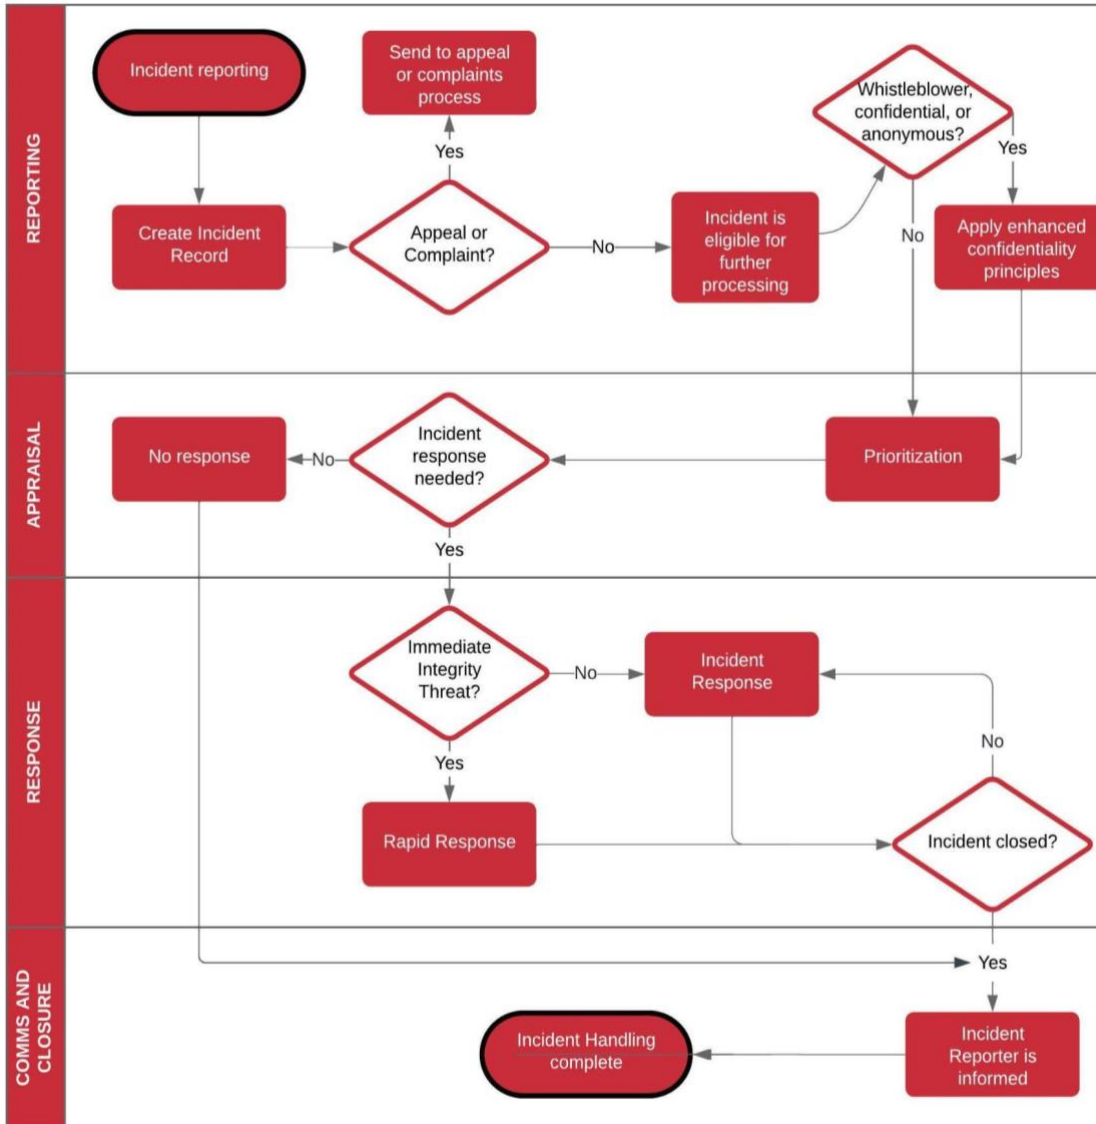 REPORTING
Incident reporting
Send to appeal
or complaints
process
Yes
Create Incident
Record
Appeal or
Complaint?
No
Incident is
eligible for
further
processing
Whistleblower,
confidential, or
anonymous?
Yes
No
Apply enhanced
confidentiality
principles
APPRAISAL
No response
No
Incident
response
needed?
Yes
Prioritization
RESPONSE
Immediate
Integrity
Threat?
No
Incident
Response
Yes
Rapid Response
No
Incident closed?
COMMS AND
CLOSURE
Yes
Incident Handling
complete
Incident
Reporter is
informed